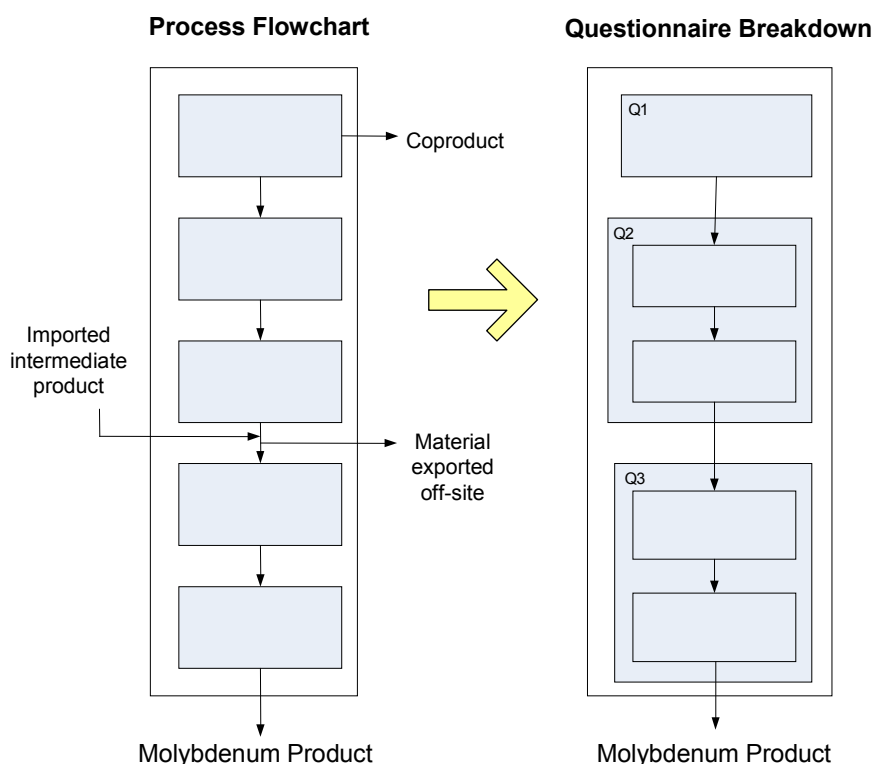 Process Flowchart
Coproduct
Imported
intermediate
product
Material
exported
off-site
Molybdenum Product
Questionnaire Breakdown
Q1
Q2
Q3
Molybdenum Product